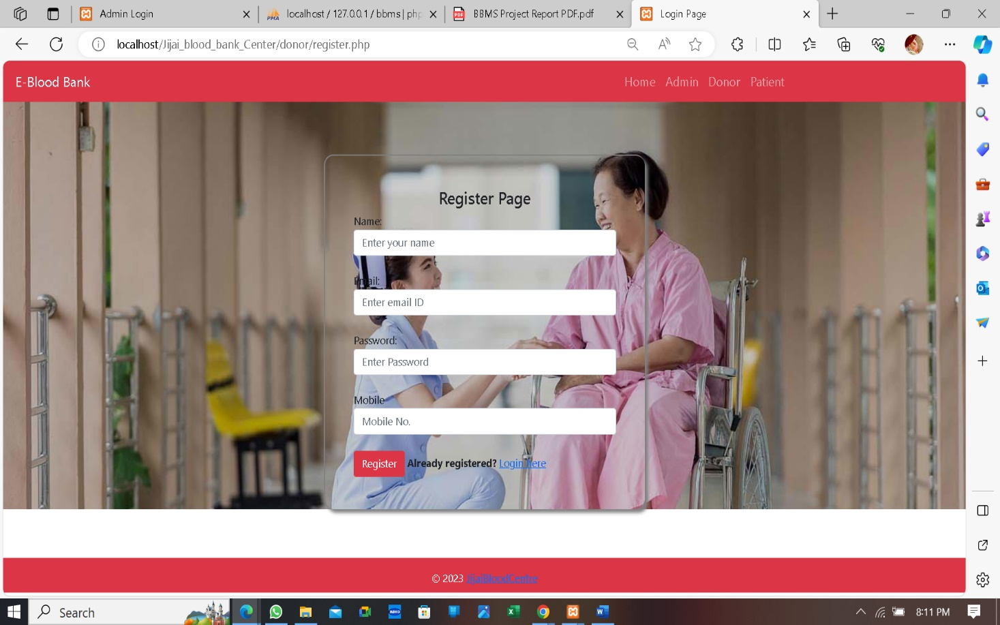 Admin Login
localhost / 127.0.0.1 / bbms | php
BBMS Project Report PDF.pdf
Login Page
localhost/Jijai_blood_bank_Center/donor/register.php
E-Blood Bank
Home Admin Donor Patient
Register Page
Name:
Enter your name
Email:
Enter email ID
Password:
Enter Password
Mobile
Mobile No.
Register Already registered? Login here
© 2023 JijaiBloodCentre
Search
8:11 PM